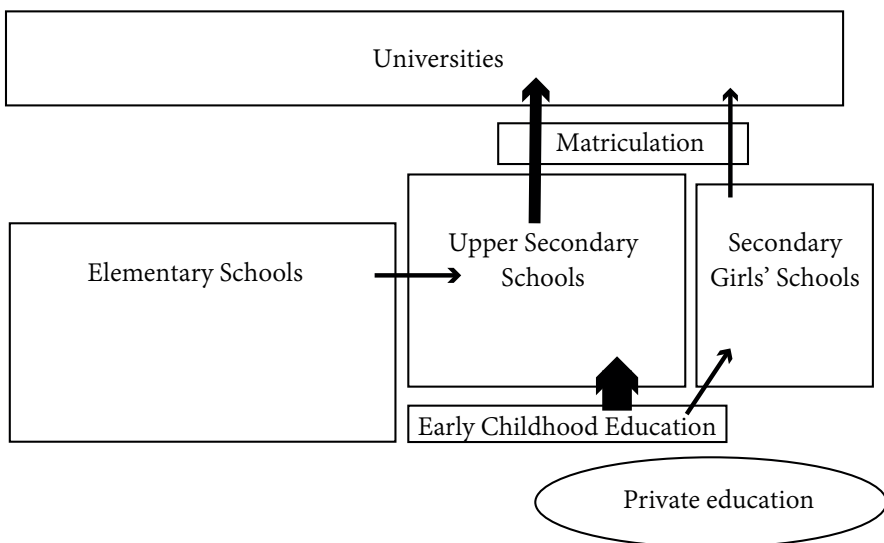 Universities
Matriculation
Upper Secondary
Schools
Secondary
Girls' Schools
Elementary Schools
Early Childhood Education
Private education